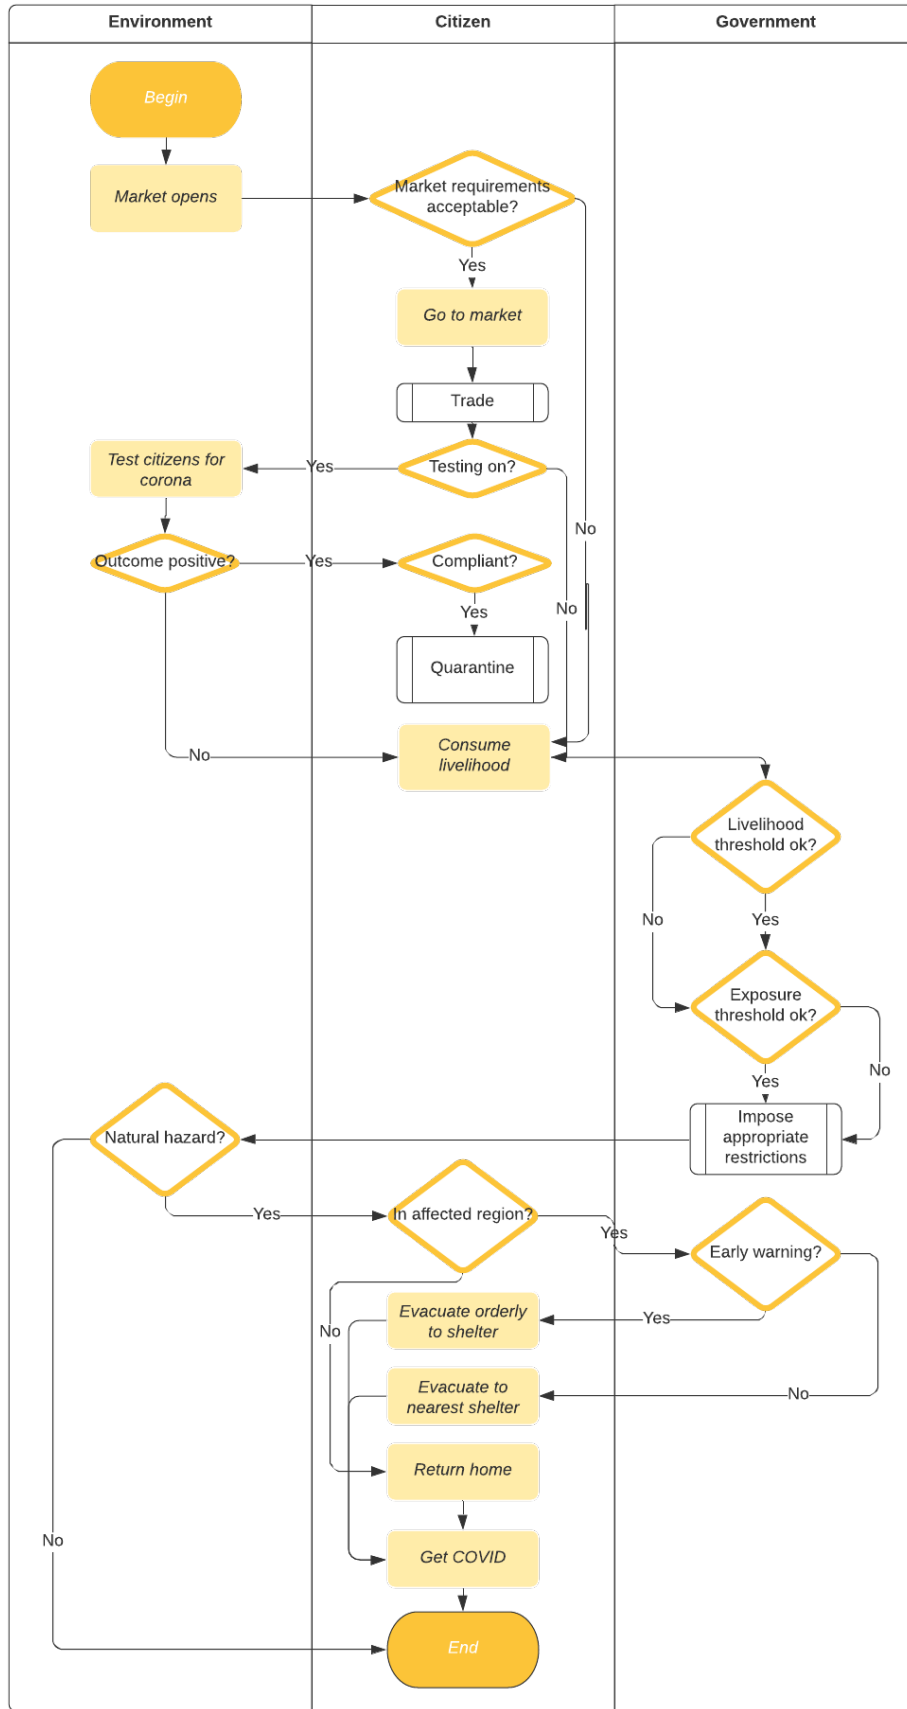 Environment
Citizen
Government
Begin
Market opens
Market requirements
acceptable?
Yes
Go to market
Trade
Test citizens for
corona
Yes
Testing on?
No
Outcome positive?
Yes
Compliant?
No
Yes
Quarantine
No
Consume
livelihood
Livelihood
threshold ok?
No
Yes
Exposure
threshold ok?
No
Yes
Impose
appropriate
restrictions
Natural hazard?
Yes
In affected region?
Yes
Early warning?
No
Evacuate orderly
to shelter
Yes
Evacuate to
nearest shelter
No
Return home
No
Get COVID
End